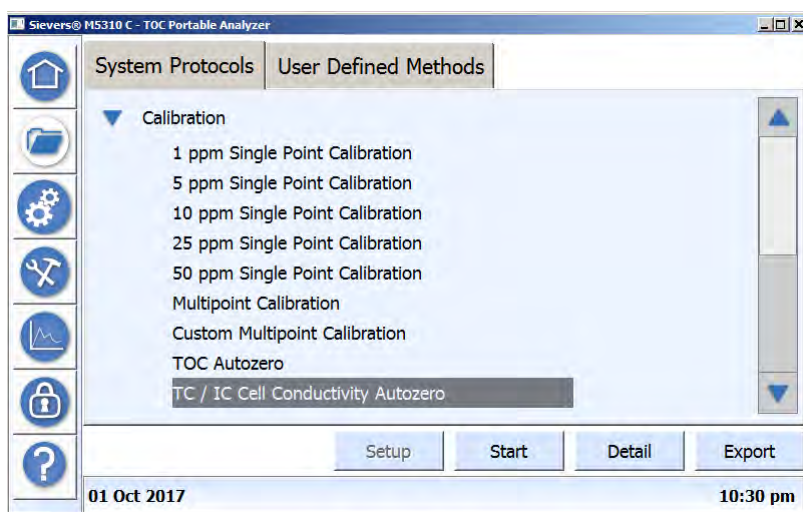 Sievers® M5310 C - TOC Portable Analyzer
System Protocols User Defined Methods
Calibration
1 ppm Single Point Calibration
5 ppm Single Point Calibration
10 ppm Single Point Calibration
25 ppm Single Point Calibration
50 ppm Single Point Calibration
Multipoint Calibration
Custom Multipoint Calibration
TOC Autozero
TC / IC Cell Conductivity Autozero
Setup Start Detail Export
01 Oct 2017 10:30 pm